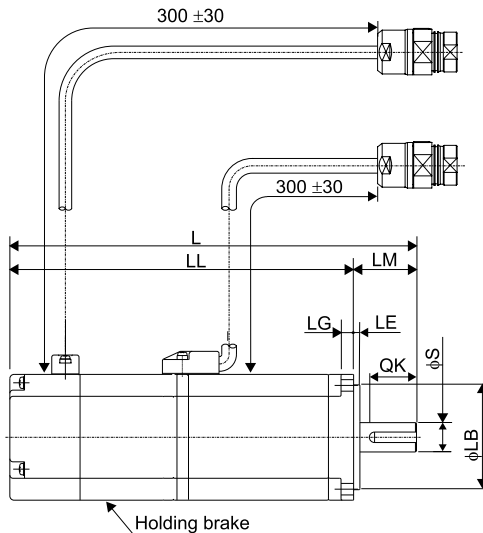 300 ±30
300 ±30
L
LL
LM
LG
LE
QK
ϕS
ϕLB
Holding brake